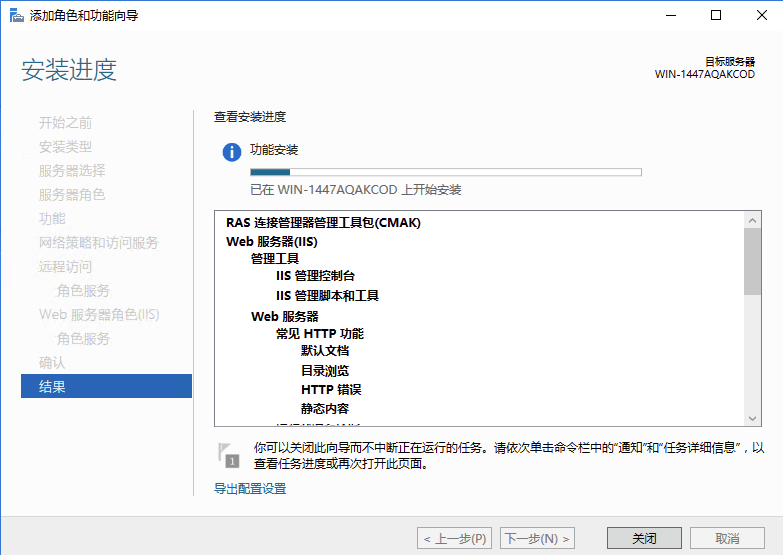 添加角色和功能向导
安装进度
目标服务器
WIN-1447AQAKCOD
开始之前
安装类型
服务器选择
服务器角色
功能
网络策略和访问服务
远程访问
角色服务
Web 服务器角色(IIS)
角色服务
确认
结果
查看安装进度
功能安装
已在 WIN-1447AQAKCOD 上开始安装
RAS 连接管理器管理工具包(CMAK)
Web 服务器(IIS)
管理工具
IIS 管理控制台
IIS 管理脚本和工具
Web 服务器
常见 HTTP 功能
默认文档
目录浏览
HTTP 错误
静态内容
1
你可以关闭此向导而不中断正在运行的任务。请依次单击命令栏中的“通知”和“任务详细信息”，以
查看任务进度或再次打开此页面。
导出配置设置
< 上一步(P)
下一步(N) >
关闭
取消